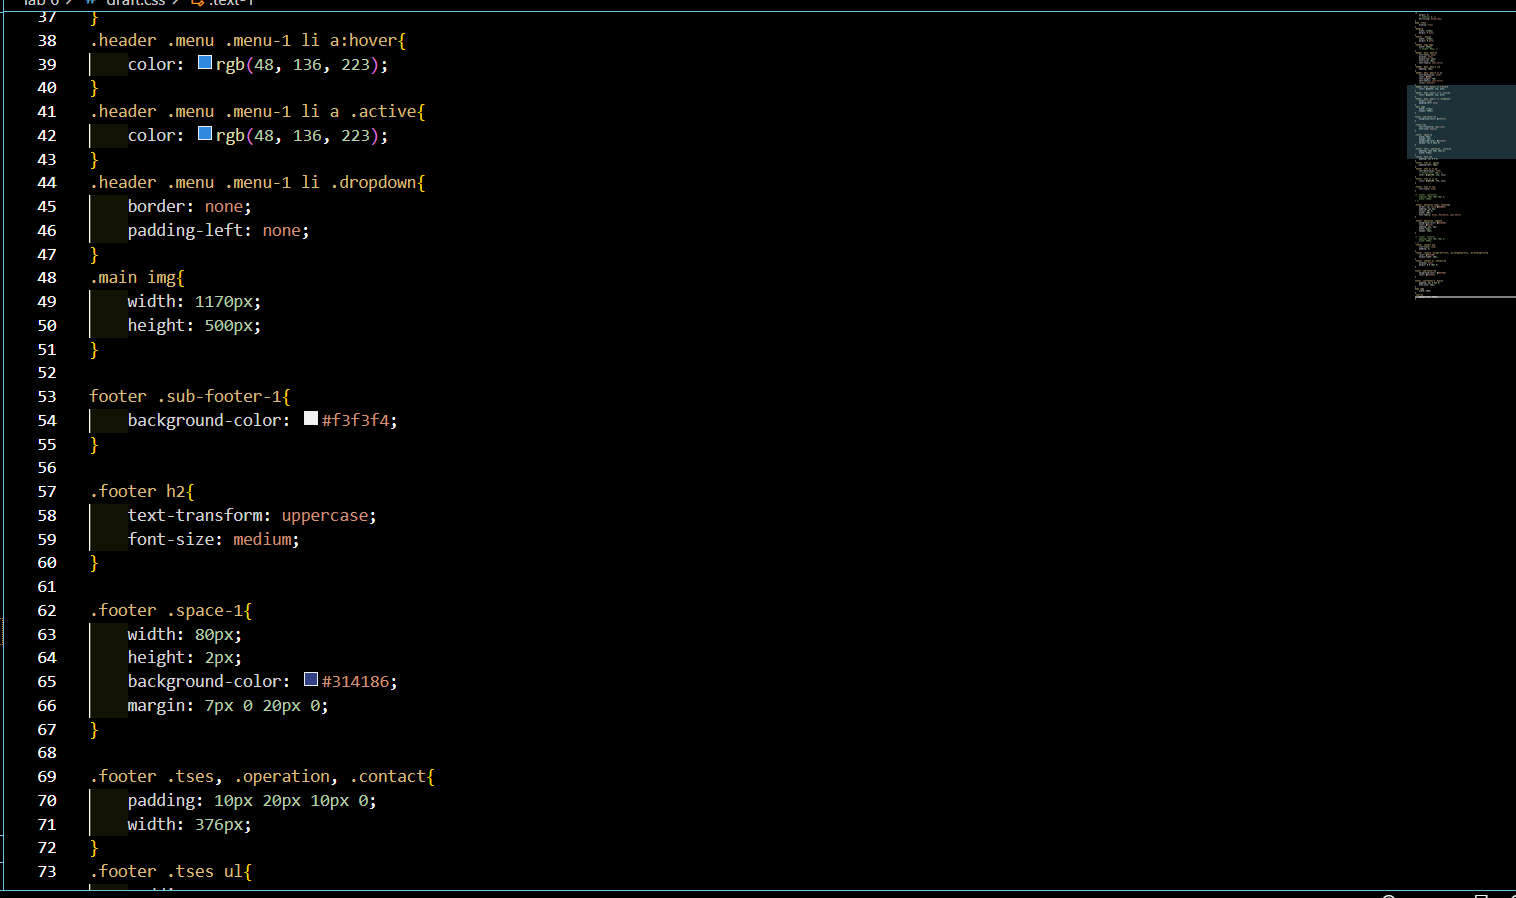 lab 6 > # draft.css > .text-1
37 }
38 .header .menu .menu-1 li a:hover{
39 color: rgb(48, 136, 223);
40 }
41 .header .menu .menu-1 li a .active{
42 color: rgb(48, 136, 223);
43 }
44 .header .menu .menu-1 li .dropdown{
45 border: none;
46 padding-left: none;
47 }
48 .main img{
49 width: 1170px;
50 height: 500px;
51 }
52
53 footer .sub-footer-1{
54 background-color: #f3f3f4;
55 }
56
57 .footer h2{
58 text-transform: uppercase;
59 font-size: medium;
60 }
61
62 .footer .space-1{
63 width: 80px;
64 height: 2px;
65 background-color: #314186;
66 margin: 7px 0 20px 0;
67 }
68
69 .footer .tses, .operation, .contact{
70 padding: 10px 20px 10px 0;
71 width: 376px;
72 }
73 .footer .tses ul{